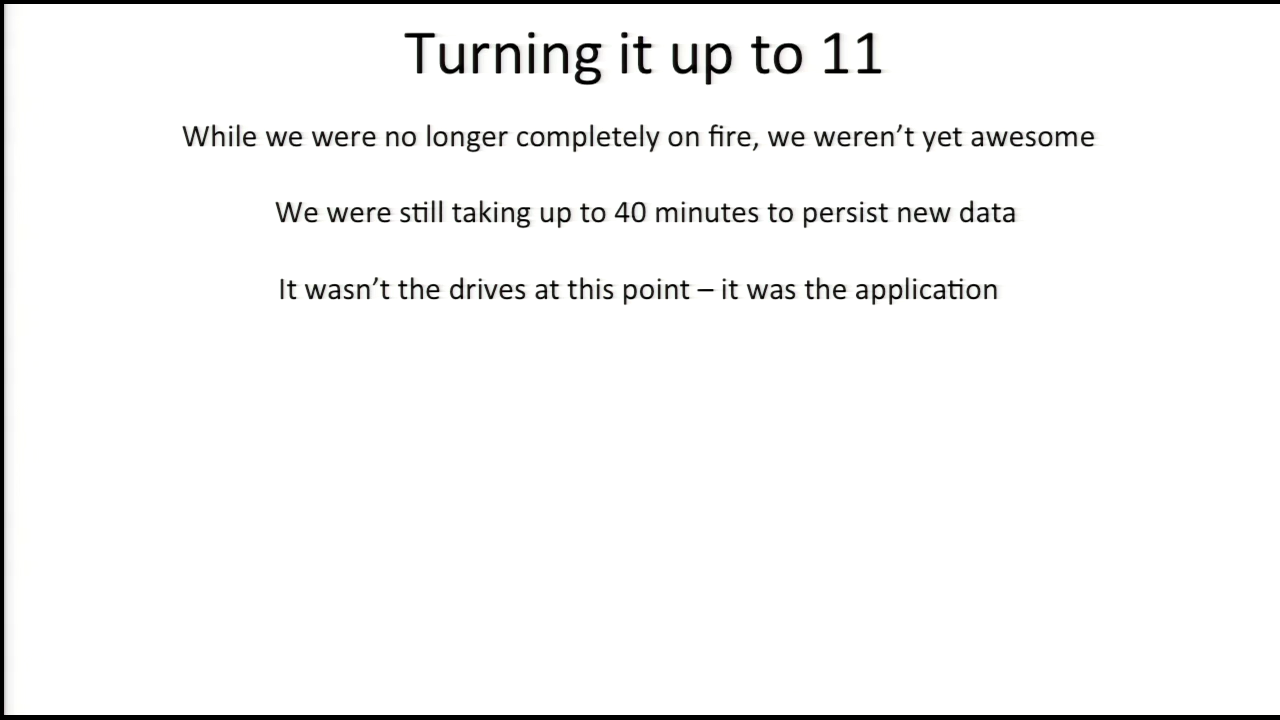 Turning it up to 11
While we were no longer completely on fire, we weren’t yet awesome
We were still taking up to 40 minutes to persist new data
It wasn’t the drives at this point – it was the application